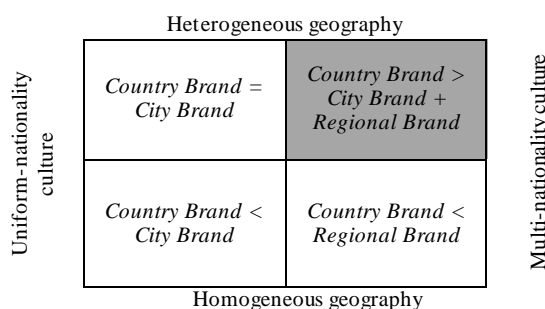 Heterogeneous geography
Uniform-nationality
culture
Country Brand =
City Brand
Country Brand >
City Brand +
Regional Brand
Multi-nationality culture
Country Brand <
City Brand
Country Brand <
Regional Brand
Homogeneous geography